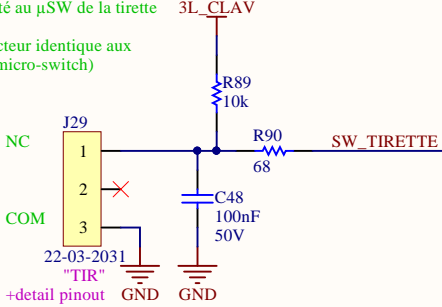 té au µSW de la tirette
3L_CLAV
cteur identique aux
micro-switch)
R89
10k
J29
R90
SW_TIRETTE
NC
1
68
2
C48
100nF
COM
3
50V
22-03-2031
"TIR"
+detail pinout
GND
GND